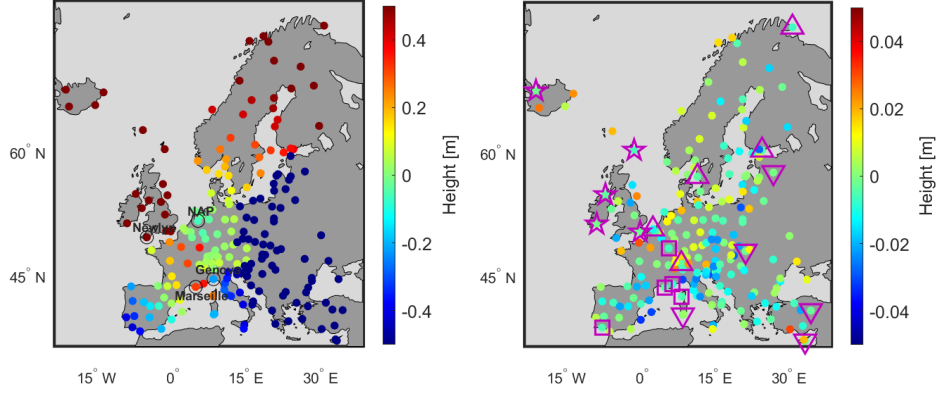 0.4
0.2
0
-0.2
-0.4
Height [m]
60° N
45° N
15° W
0°
15° E
30° E
NAP
Newlyn
Genova
Marseille
0.04
0.02
0
-0.02
-0.04
Height [m]
60° N
45° N
15° W
0°
15° E
30° E